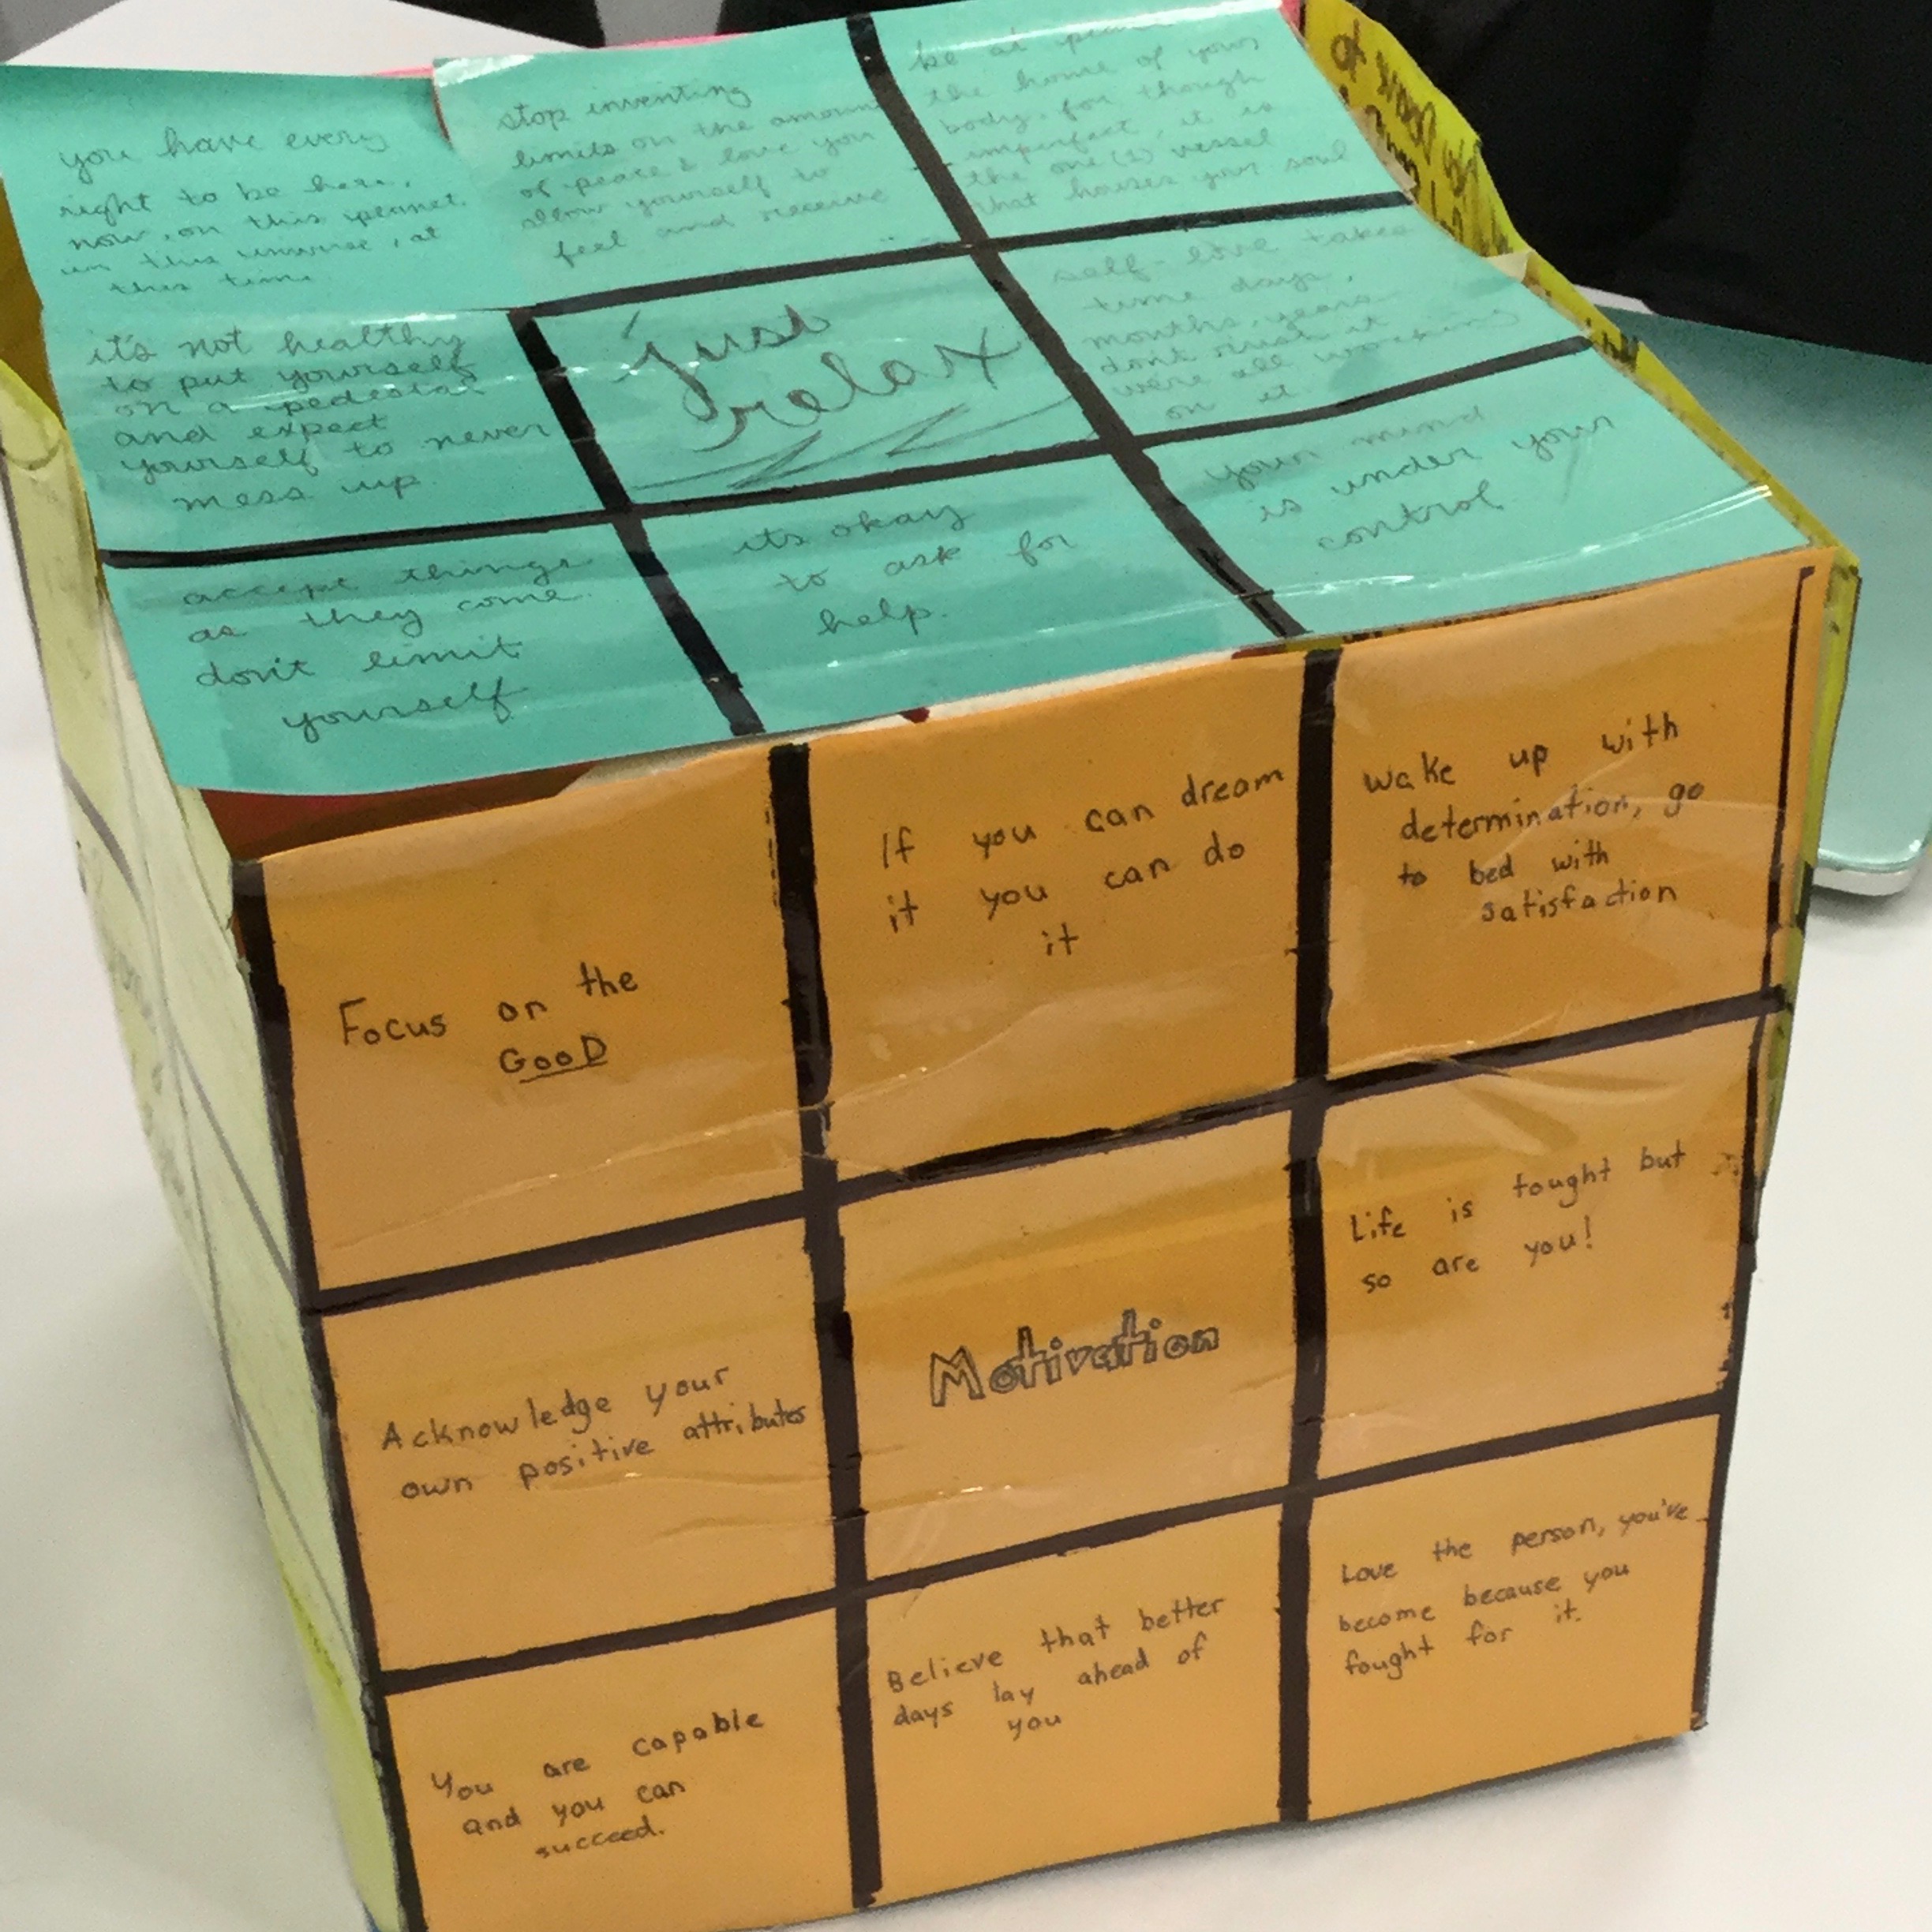 you have every
right to be here,
now, on this planet,
in this universe, at
this time
stop inventing
limits on the amount
of peace & love you
allow yourself to
feel and receive
be at peace
the home of your
body, for though
imperfect, it is
the one (1) vessel
that houses your soul
it's not healthy
to put yourself
on a pedestal
and expect
yourself to never
mess up
just
relax
self-love takes
time days,
months, years
don't rush it
we're all working
on it
accept things
as they come
don't limit
yourself
its okay
to ask for
help.
your mind
is under your
control
Focus on the
GOOD
If you can dream
it you can do
it
Wake up with
determination, go
to bed with
satisfaction
Acknowledge your
own positive attributes
Motivation
Life is tought but
so are you!
You are capable
and you can
succeed.
Believe that better
days lay ahead of
you
Love the person, you've
become because you
fought for it.